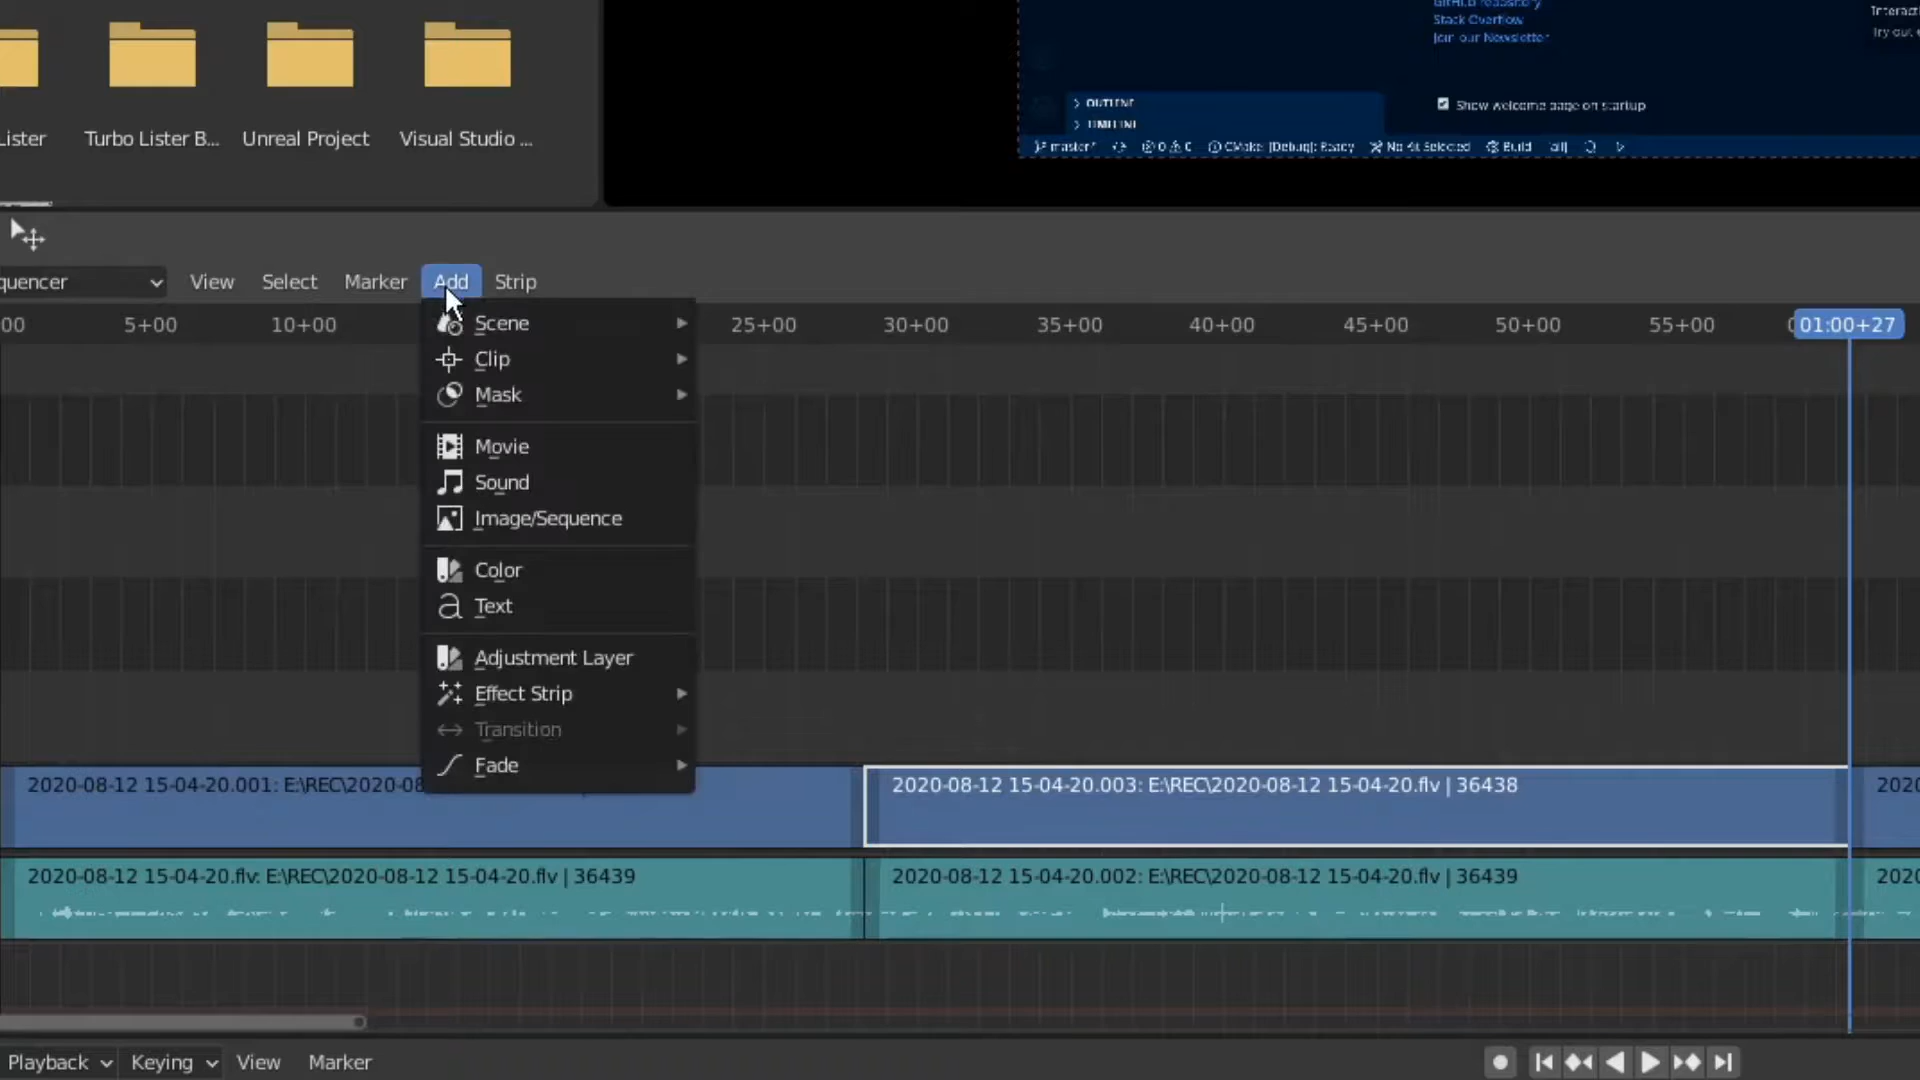 GitHub repository
Stack Overflow
Join our Newsletter
Interact
Try out
Show welcome page on startup
OUTLINE
TIMELINE
master*
0 0
CMake: [Debug]: Ready
No Kit Selected
Build
[all]
Lister
Turbo Lister B...
Unreal Project
Visual Studio ...
quencer
View
Select
Marker
Add
Strip
00
5+00
10+00
25+00
30+00
35+00
40+00
45+00
50+00
55+00
01:00+27
Scene
Clip
Mask
Movie
Sound
Image/Sequence
Color
Text
Adjustment Layer
Effect Strip
Transition
Fade
2020-08-12 15-04-20.001: E:\REC\2020-08
2020-08-12 15-04-20.003: E:\REC\2020-08-12 15-04-20.flv | 36438
2020
2020-08-12 15-04-20.flv: E:\REC\2020-08-12 15-04-20.flv | 36439
2020-08-12 15-04-20.002: E:\REC\2020-08-12 15-04-20.flv | 36439
2020
Playback
Keying
View
Marker